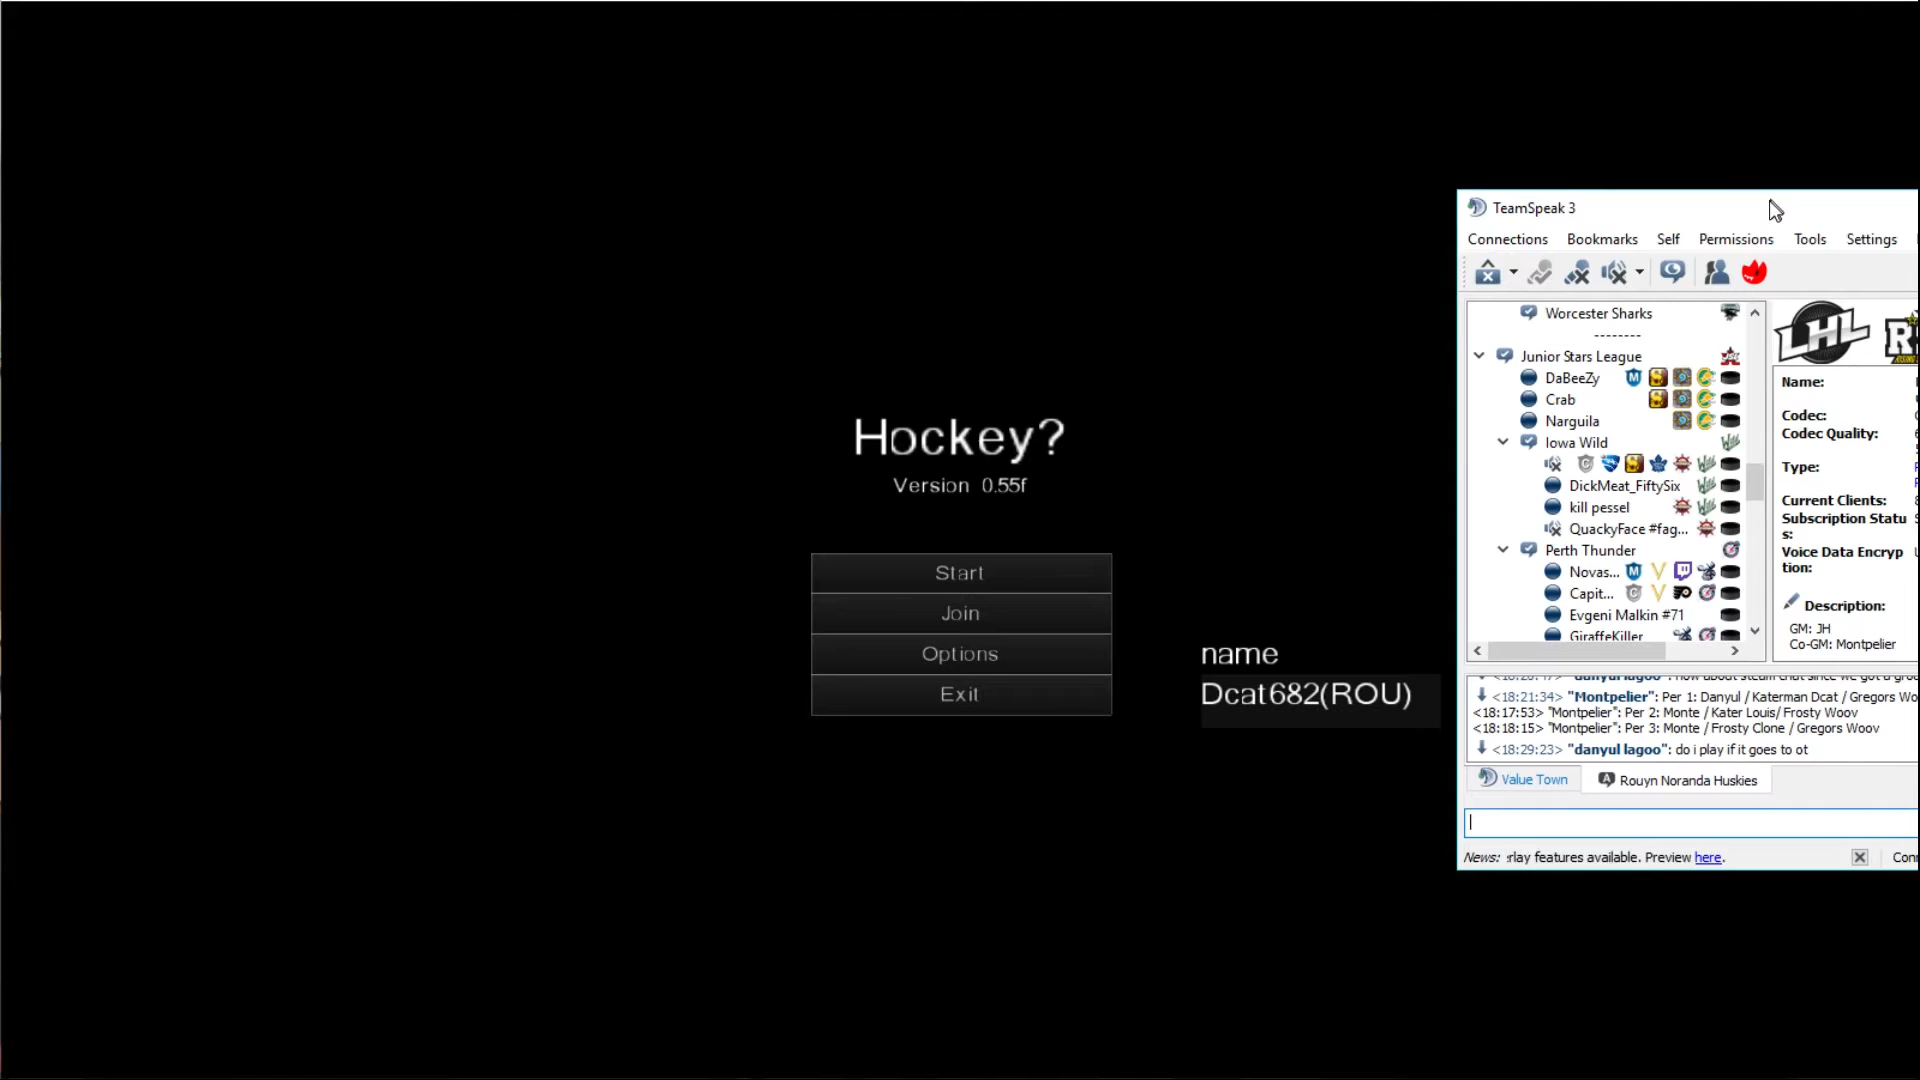 Hockey?
Version 0.55f
Start
Join
Options
Exit
name
Dcat682(ROU)
TeamSpeak 3
Connections Bookmarks Self Permissions Tools Settings
Worcester Sharks
--------
Junior Stars League
DaBeeZy
Crab
Narguila
Iowa Wild
DickMeat_FiftySix
kill pessel
QuackyFace #fag...
Perth Thunder
Novas...
Capit...
Evgeni Malkin #71
GiraffeKiller
LHL
Name:
Codec:
Codec Quality:
Type:
Current Clients:
Subscription Statu
s:
Voice Data Encryp
tion:
Description:
GM: JH
Co-GM: Montpelier
<18:21:34> "Montpelier": Per 1: Danyul / Katerman Dcat / Gregors Wo
<18:17:53> "Montpelier": Per 2: Monte / Kater Louis/ Frosty Woov
<18:18:15> "Montpelier": Per 3: Monte / Frosty Clone / Gregors Woov
<18:29:23> "danyul lagoo": do i play if it goes to ot
Value Town Rouyn Noranda Huskies
News: rlay features available. Preview here. Conn